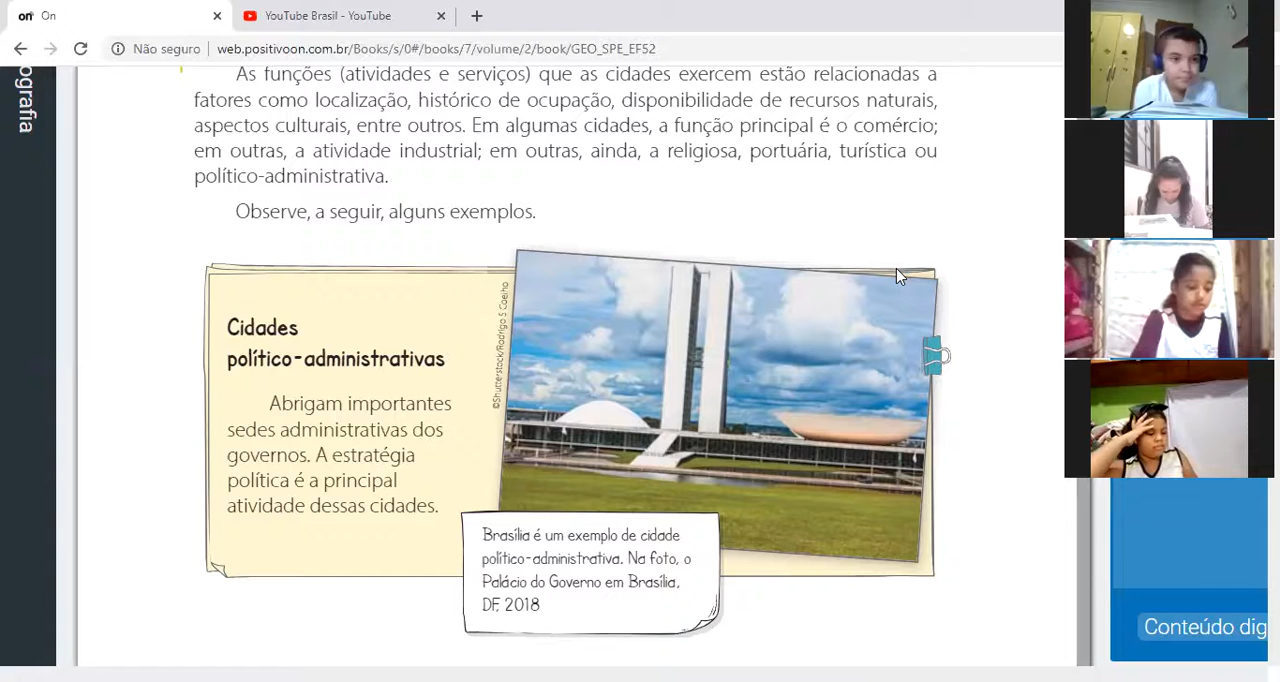 On
YouTube Brasil - YouTube
Não seguro
web.positivoon.com.br/Books/s/0#/books/7/volume/2/book/GEO_SPE_EF52
ografia
As funções (atividades e serviços) que as cidades exercem estão relacionadas a
fatores como localização, histórico de ocupação, disponibilidade de recursos naturais,
aspectos culturais, entre outros. Em algumas cidades, a função principal é o comércio;
em outras, a atividade industrial; em outras, ainda, a religiosa, portuária, turística ou
político-administrativa.
Observe, a seguir, alguns exemplos.
Cidades
político-administrativas
Abrigam importantes
sedes administrativas dos
governos. A estratégia
política é a principal
atividade dessas cidades.
©Shutterstock/Rodrigo S Coelho
Brasília é um exemplo de cidade
político-administrativa. Na foto, o
Palácio do Governo em Brasília,
DF, 2018
Conteúdo dig